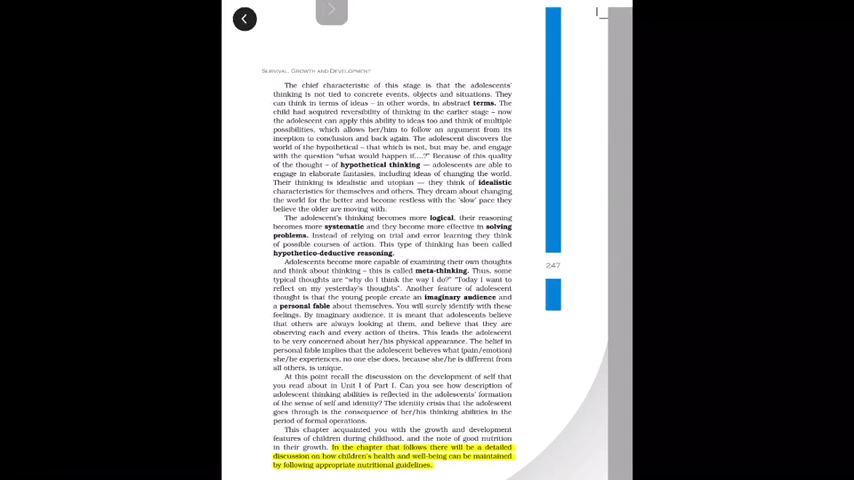 SURVIVAL, GROWTH AND DEVELOPMENT
The chief characteristic of this stage is that the adolescents'
thinking is not tied to concrete events, objects and situations. They
can think in terms of ideas – in other words, in abstract terms. The
child had acquired reversibility of thinking in the earlier stage – now
the adolescent can apply this ability to ideas too and think of multiple
possibilities, which allows her/him to follow an argument from its
inception to conclusion and back again. The adolescent discovers the
world of the hypothetical – that which is not, but may be, and engage
with the question "what would happen if....?" Because of this quality
of the thought – of hypothetical thinking — adolescents are able to
engage in elaborate fantasies, including ideas of changing the world.
Their thinking is idealistic and utopian – they think of idealistic
characteristics for themselves and others. They dream about changing
the world for the better and become restless with the 'slow' pace they
believe the older are moving with.
The adolescent's thinking becomes more logical, their reasoning
becomes more systematic and they become more effective in solving
problems. Instead of relying on trial and error learning they think
of possible courses of action. This type of thinking has been called
hypothetico-deductive reasoning.
Adolescents become more capable of examining their own thoughts
and think about thinking – this is called meta-thinking. Thus, some
typical thoughts are "why do I think the way I do?" "Today I want to
reflect on my yesterday's thoughts". Another feature of adolescent
thought is that the young people create an imaginary audience and
a personal fable about themselves. You will surely identify with these
feelings. By imaginary audience, it is meant that adolescents believe
that others are always looking at them, and believe that they are
observing each and every action of theirs. This leads the adolescent
to be very concerned about her/his physical appearance. The belief in
personal fable implies that the adolescent believes what (pain/emotion)
she/he experiences, no one else does, because she/he is different from
all others, is unique.
At this point recall the discussion on the development of self that
you read about in Unit I of Part I. Can you see how description of
adolescent thinking abilities is reflected in the adolescents' formation
of the sense of self and identity? The identity crisis that the adolescent
goes through is the consequence of her/his thinking abilities in the
period of formal operations.
This chapter acquainted you with the growth and development
features of children during childhood, and the note of good nutrition
in their growth. In the chapter that follows there will be a detailed
discussion on how children's health and well-being can be maintained
by following appropriate nutritional guidelines.
247